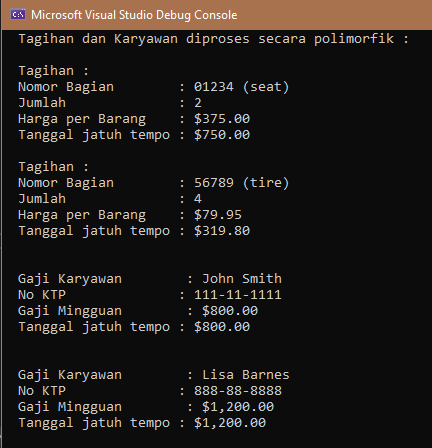 Microsoft Visual Studio Debug Console
Tagihan dan Karyawan diproses secara polimorfik :
Tagihan :
Nomor Bagian : 01234 (seat)
Jumlah : 2
Harga per Barang : $375.00
Tanggal jatuh tempo : $750.00
Tagihan :
Nomor Bagian : 56789 (tire)
Jumlah : 4
Harga per Barang : $79.95
Tanggal jatuh tempo : $319.80
Gaji Karyawan : John Smith
No KTP : 111-11-1111
Gaji Mingguan : $800.00
Tanggal jatuh tempo : $800.00
Gaji Karyawan : Lisa Barnes
No KTP : 888-88-8888
Gaji Mingguan : $1,200.00
Tanggal jatuh tempo : $1,200.00